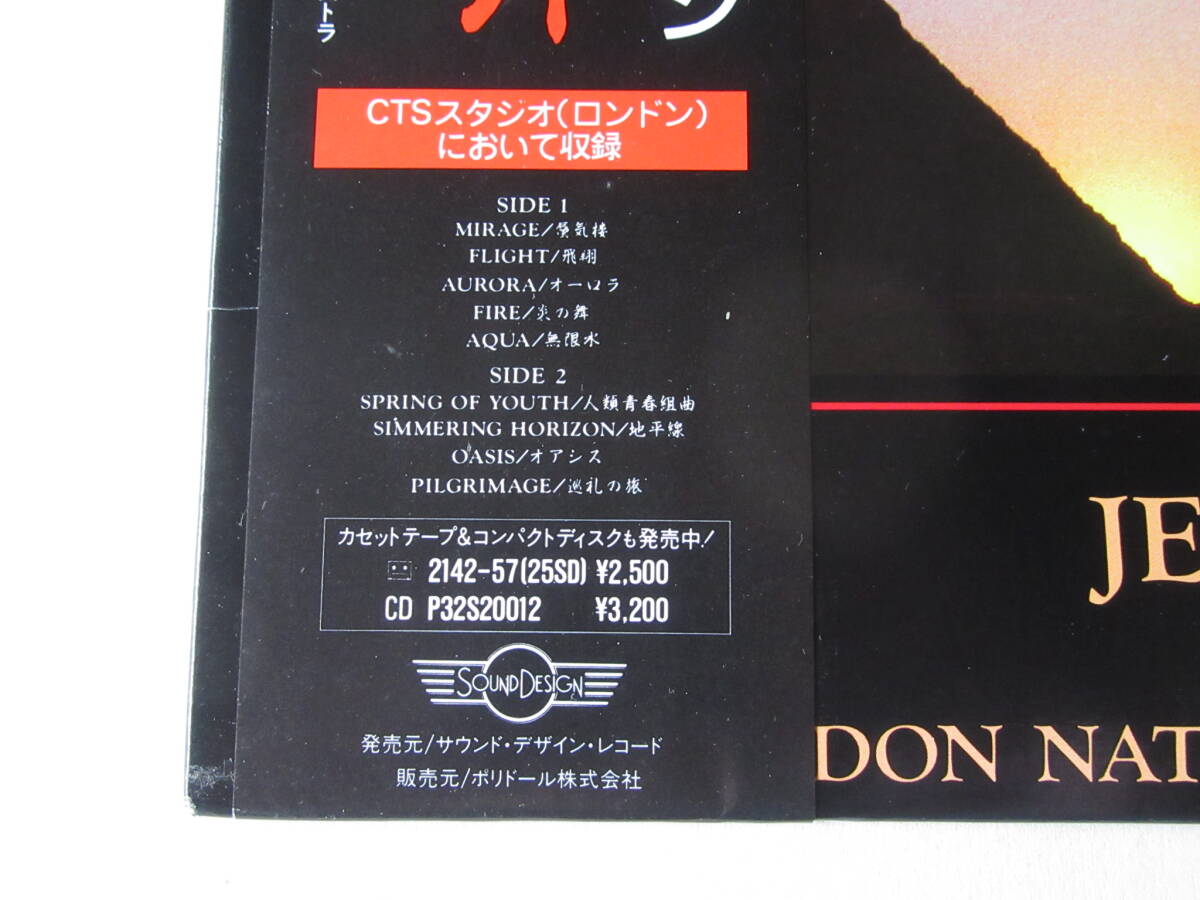 トラ
CTSスタジオ(ロンドン)
において収録
SIDE 1
MIRAGE/蜃気楼
FLIGHT/飛翔
AURORA/オーロラ
FIRE/炎の舞
AQUA/無限水
SIDE 2
SPRING OF YOUTH/人類青春組曲
SIMMERING HORIZON/地平線
OASIS/オアシス
PILGRIMAGE/巡礼の旅
カセットテープ&コンパクトディスクも発売中!
2142-57(25SD) ¥2,500
CD P32S20012 ¥3,200
SOUNDDESIGN
発売元/サウンド・デザイン・レコード
販売元/ポリドール株式会社
JE
DON NAT